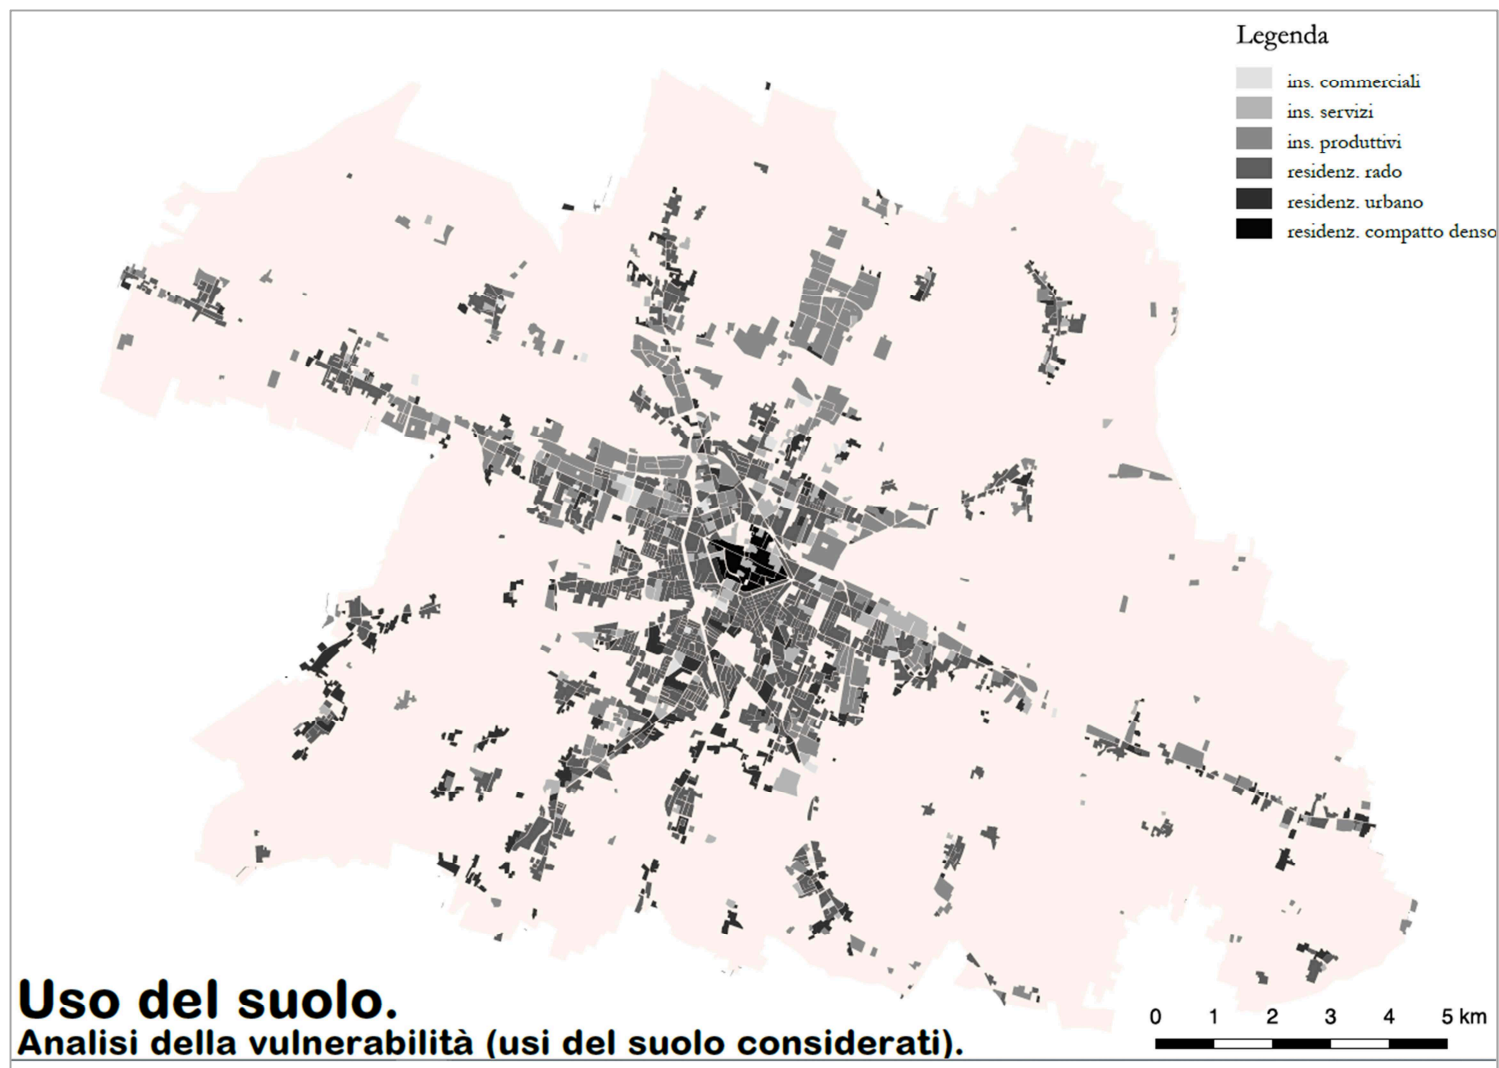 Legenda
ins. commerciali
ins. servizi
ins. produttivi
residenz. rado
residenz. urbano
residenz. compatto denso
Uso del suolo.
Analisi della vulnerabilità (usi del suolo considerati).
0 1 2 3 4 5 km